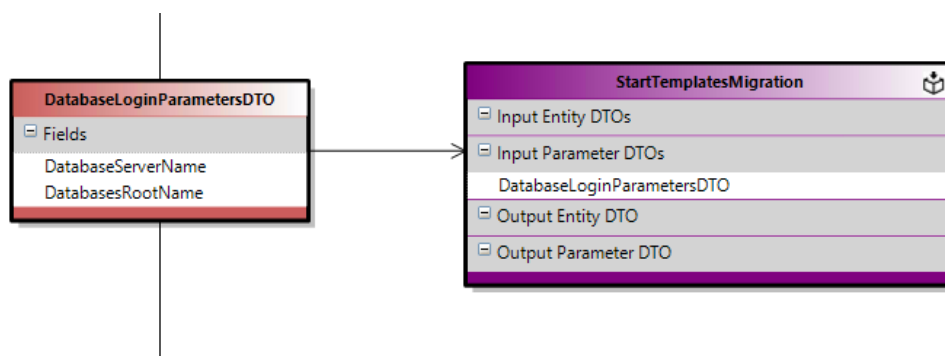 DatabaseLoginParametersDTO
Fields
DatabaseServerName
DatabasesRootName
StartTemplatesMigration
Input Entity DTOs
Input Parameter DTOs
DatabaseLoginParametersDTO
Output Entity DTO
Output Parameter DTO